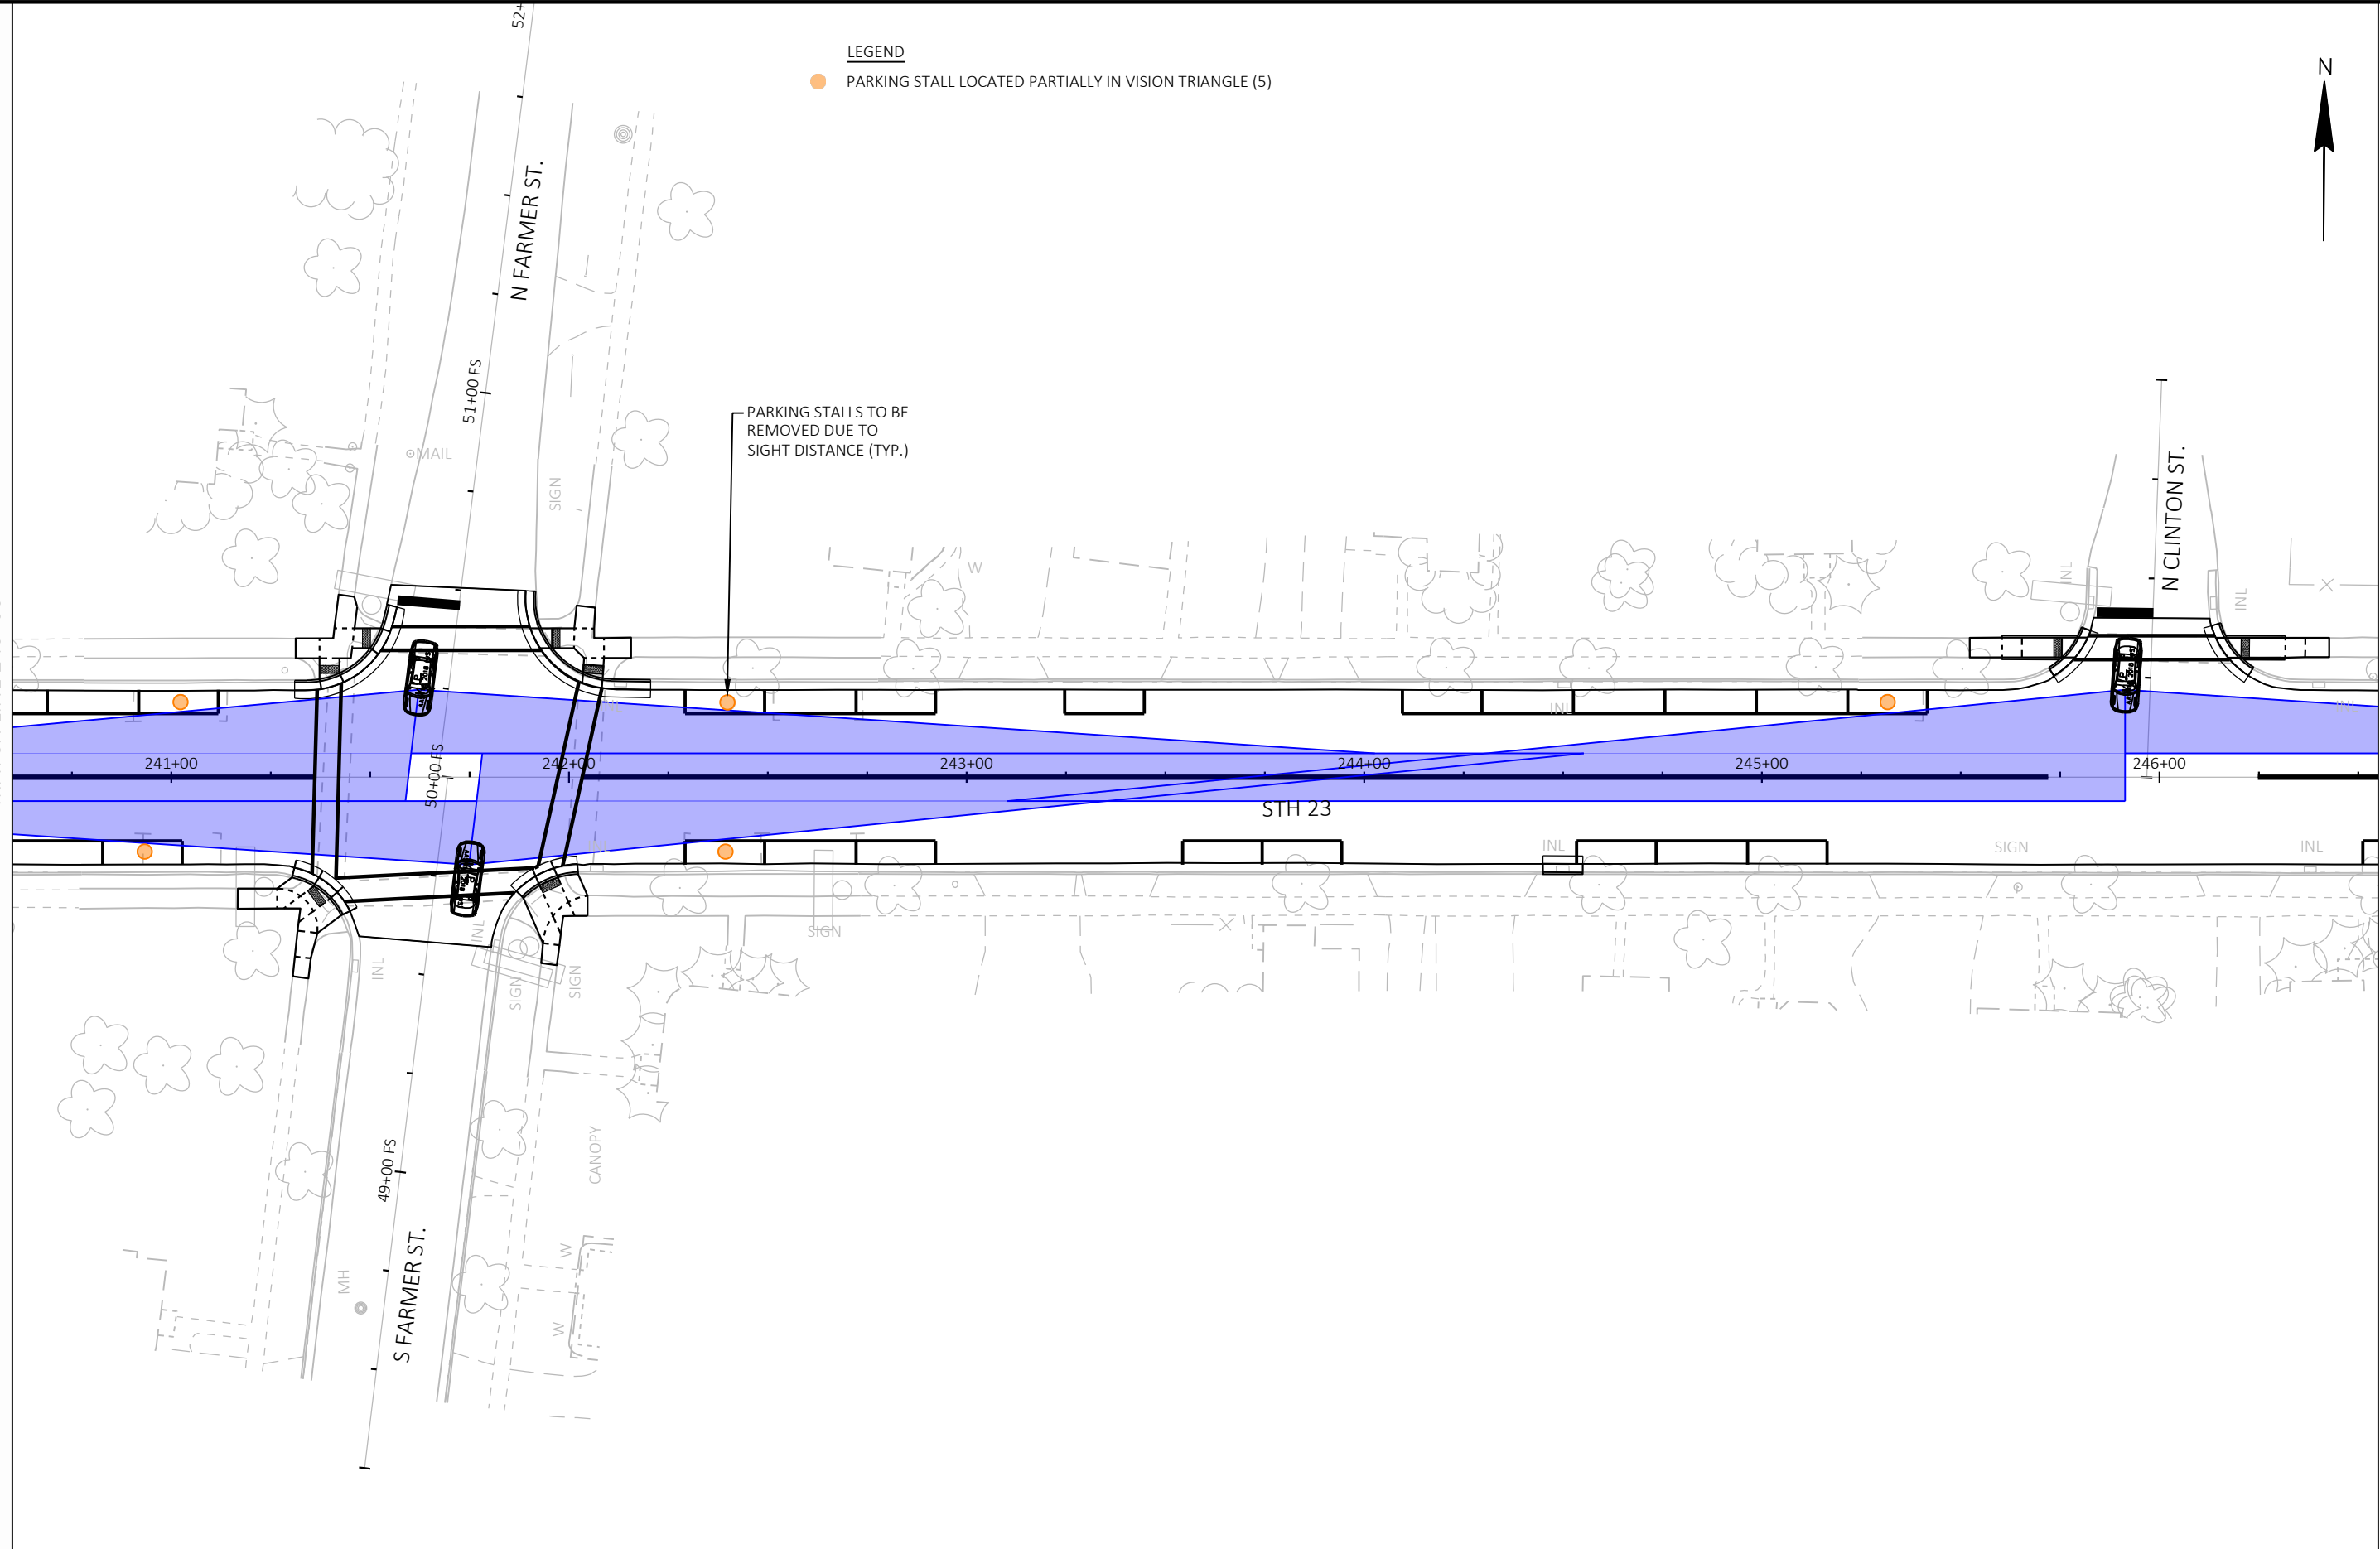 52+
LEGEND
PARKING STALL LOCATED PARTIALLY IN VISION TRIANGLE (5)
N
N FARMER ST.
51+00 FS
PARKING STALLS TO BE
REMOVED DUE TO
SIGHT DISTANCE (TYP.)
MAIL
SIGN
W
N CLINTON ST.
INL
INL
INL
241+00
242+00
243+00
244+00
245+00
246+00
50+00 FS
STH 23
INL
SIGN
INL
SIGN
INL
INL
SIGN
SIGN
CANOPY
49+00 FS
S FARMER ST.
MH
W
W